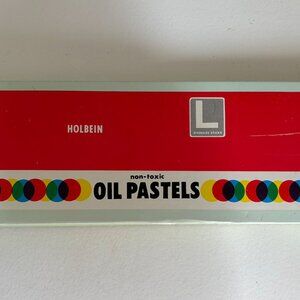 HOLBEIN
L
non-toxic
OIL PASTELS